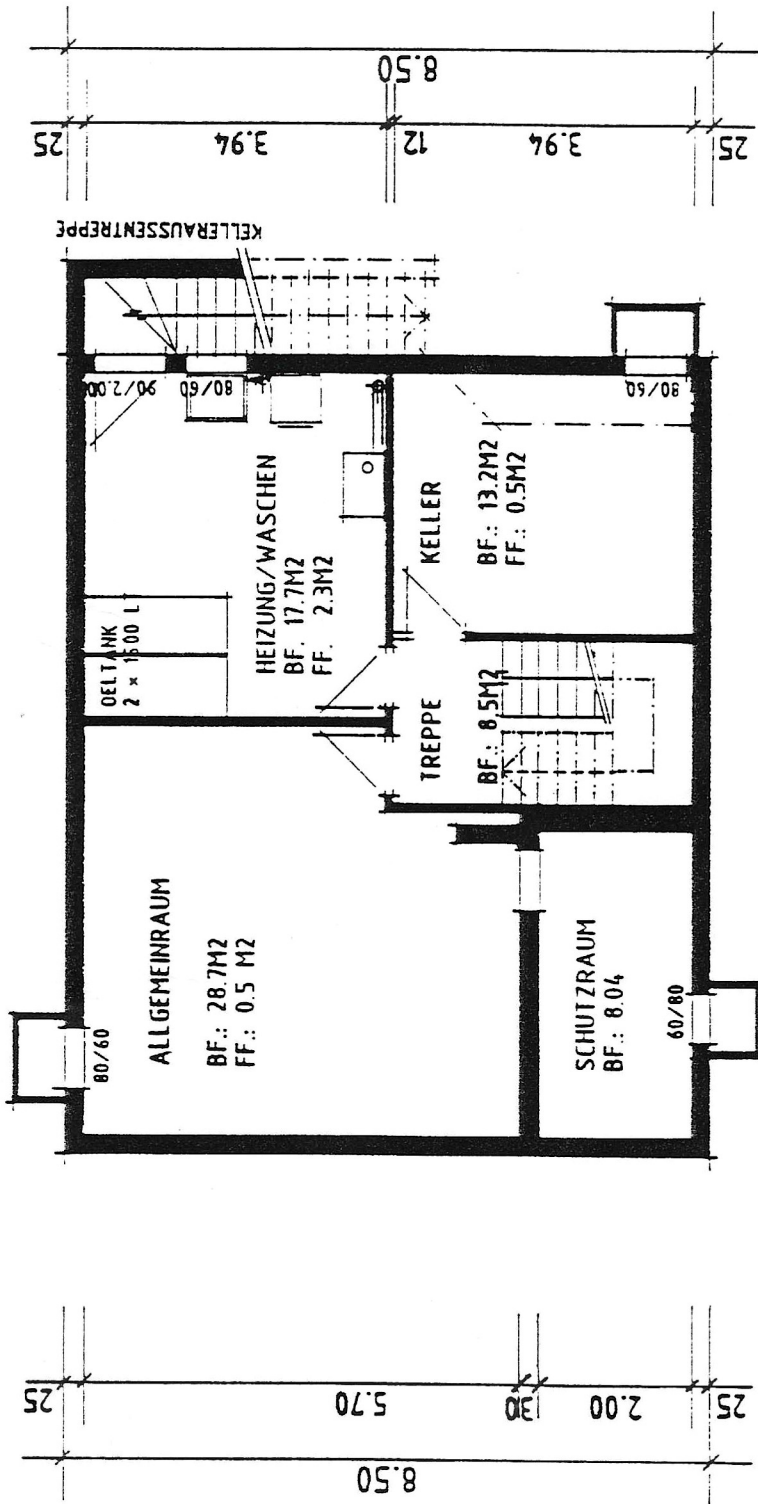 8.50
25
3.94
12
3.94
25
KELLERAUSSENTREPPE
90/2.00
80/60
80/60
OELTANK
2 x 1500 L
HEIZUNG/WASCHEN
BF. 17.7M2
FF. 2.3M2
KELLER
BF.: 13.2M2
FF.: 0.5M2
TREPPE
BF.: 8.5M2
ALLGEMEINRAUM
BF.: 28.7M2
FF.: 0.5 M2
80/60
SCHUTZRAUM
BF.: 8.04
60/80
25
5.70
30
2.00
25
8.50